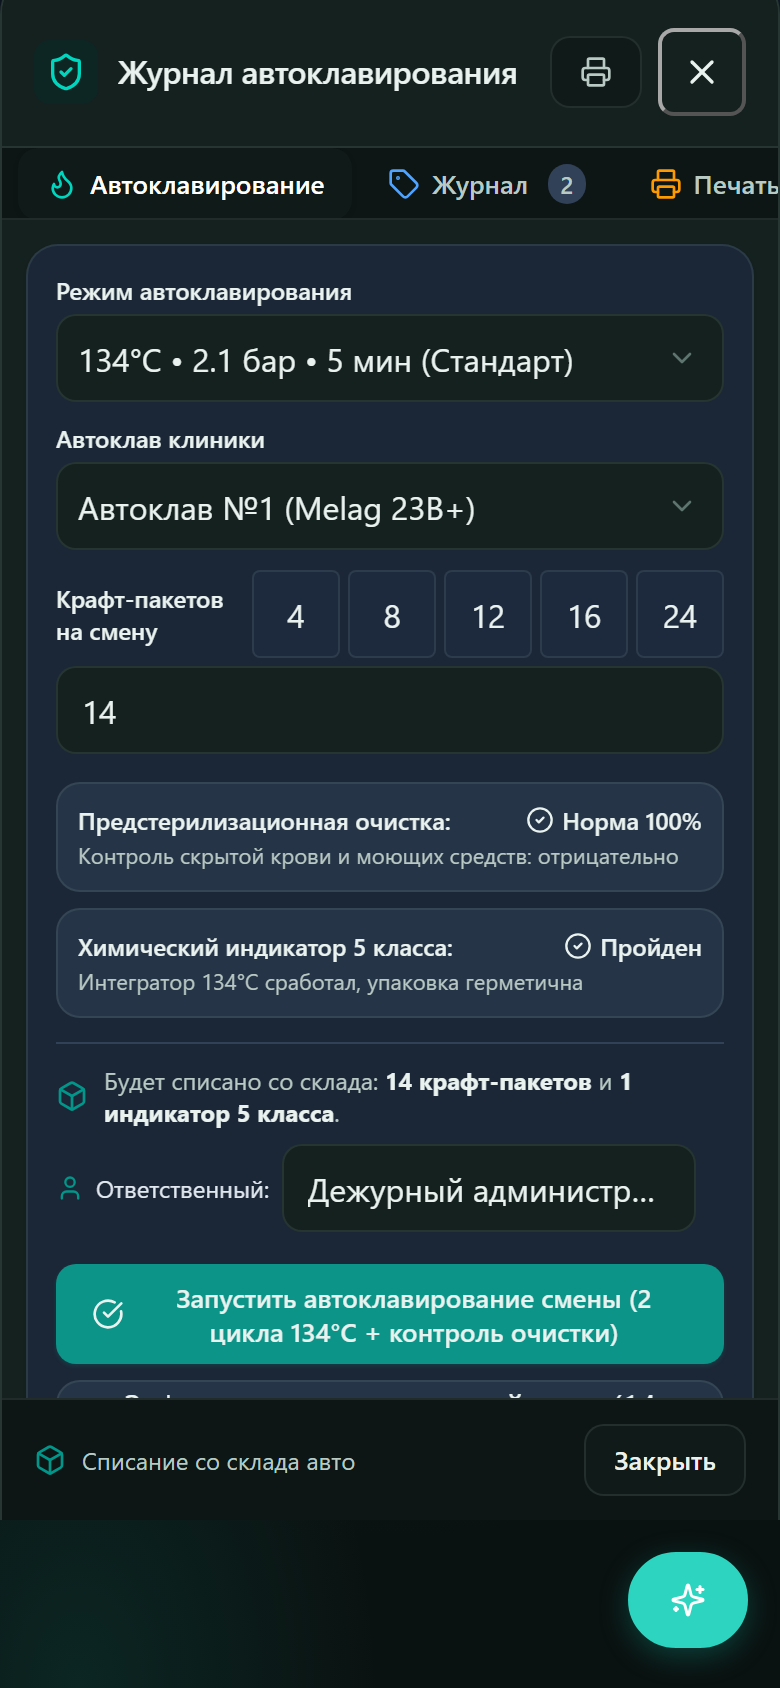 Журнал автоклавирования
Автоклавирование
Журнал 2
Печать
Режим автоклавирования
134°C • 2.1 бар • 5 мин (Стандарт)
Автоклав клиники
Автоклав №1 (Melag 23B+)
Крафт-пакетов
на смену
4 8 12 16 24
14
Предстерилизационная очистка: Норма 100%
Контроль скрытой крови и моющих средств: отрицательно
Химический индикатор 5 класса: Пройден
Интегратор 134°C сработал, упаковка герметична
Будет списано со склада: 14 крафт-пакетов и 1
индикатор 5 класса.
Ответственный: Дежурный администр...
Запустить автоклавирование смены (2
цикла 134°C + контроль очистки)
Списание со склада авто
Закрыть